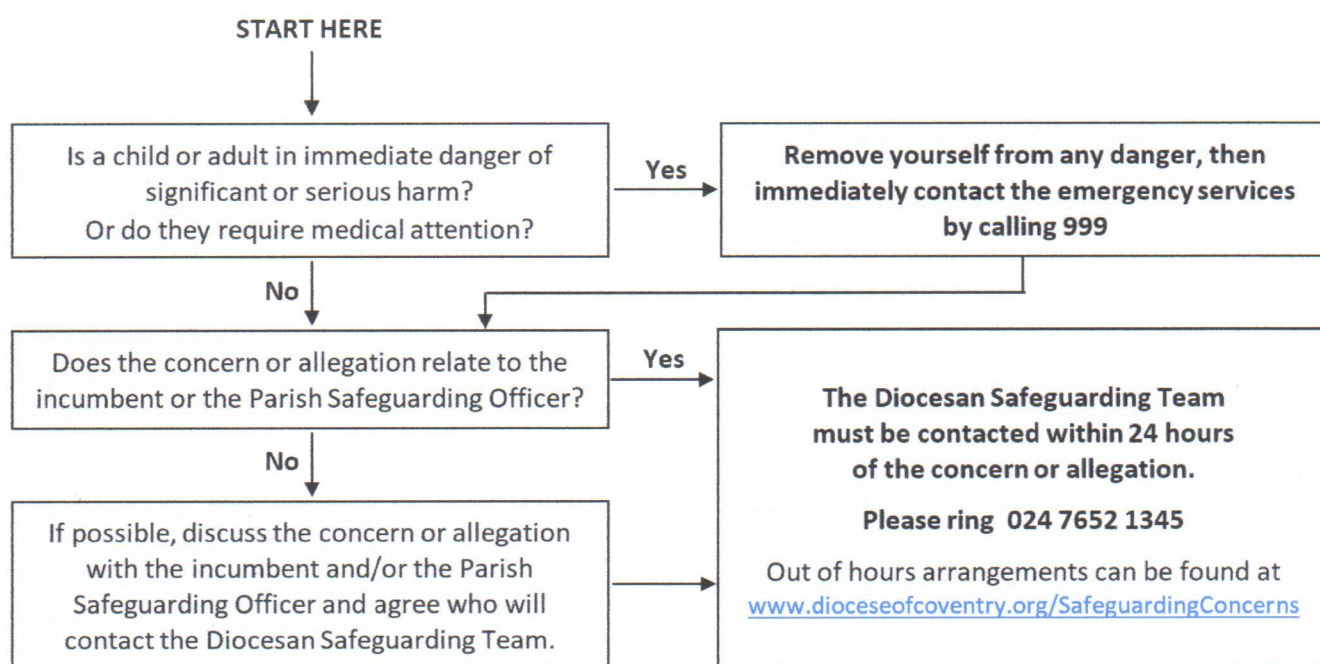 START HERE
Is a child or adult in immediate danger of
significant or serious harm?
Or do they require medical attention?
Yes
Remove yourself from any danger, then
immediately contact the emergency services
by calling 999
No
Does the concern or allegation relate to the
incumbent or the Parish Safeguarding Officer?
Yes
The Diocesan Safeguarding Team
must be contacted within 24 hours
of the concern or allegation.
Please ring 024 7652 1345
Out of hours arrangements can be found at
www.dioceseofcoventry.org/SafeguardingConcerns
No
If possible, discuss the concern or allegation
with the incumbent and/or the Parish
Safeguarding Officer and agree who will
contact the Diocesan Safeguarding Team.